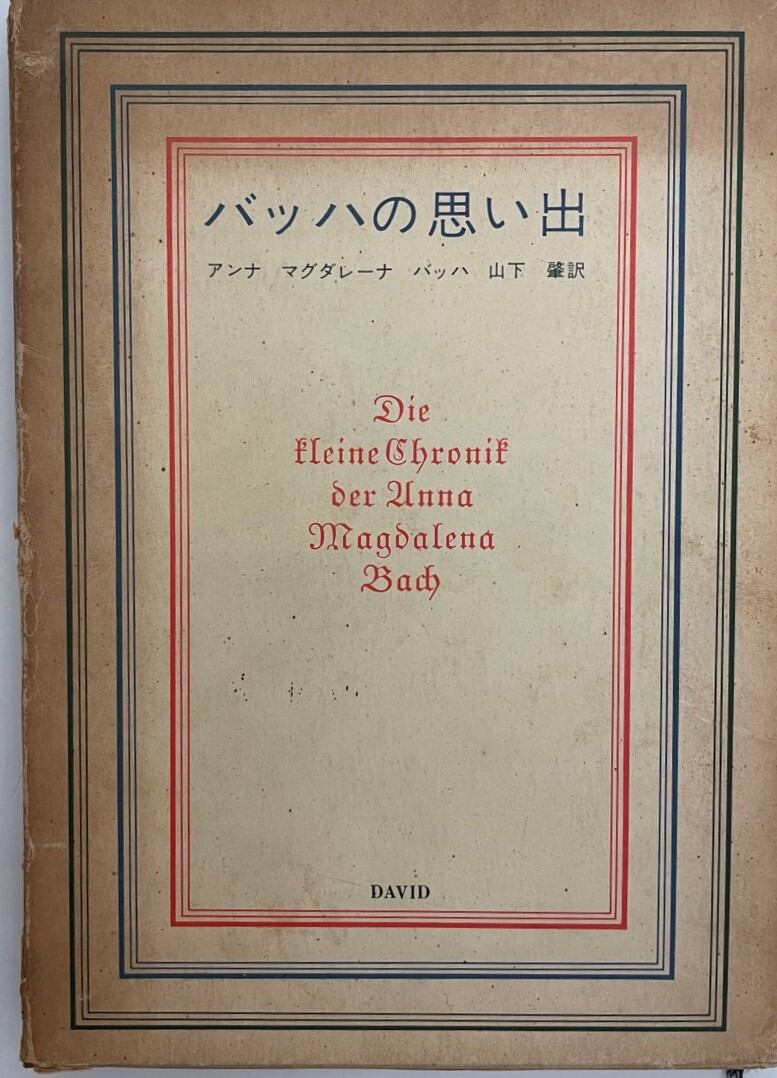 バッハの思い出
アンナ マグダレーナ バッハ 山下 肇訳
Die
kleine Chronik
der Anna
Magdalena
Bach
DAVID